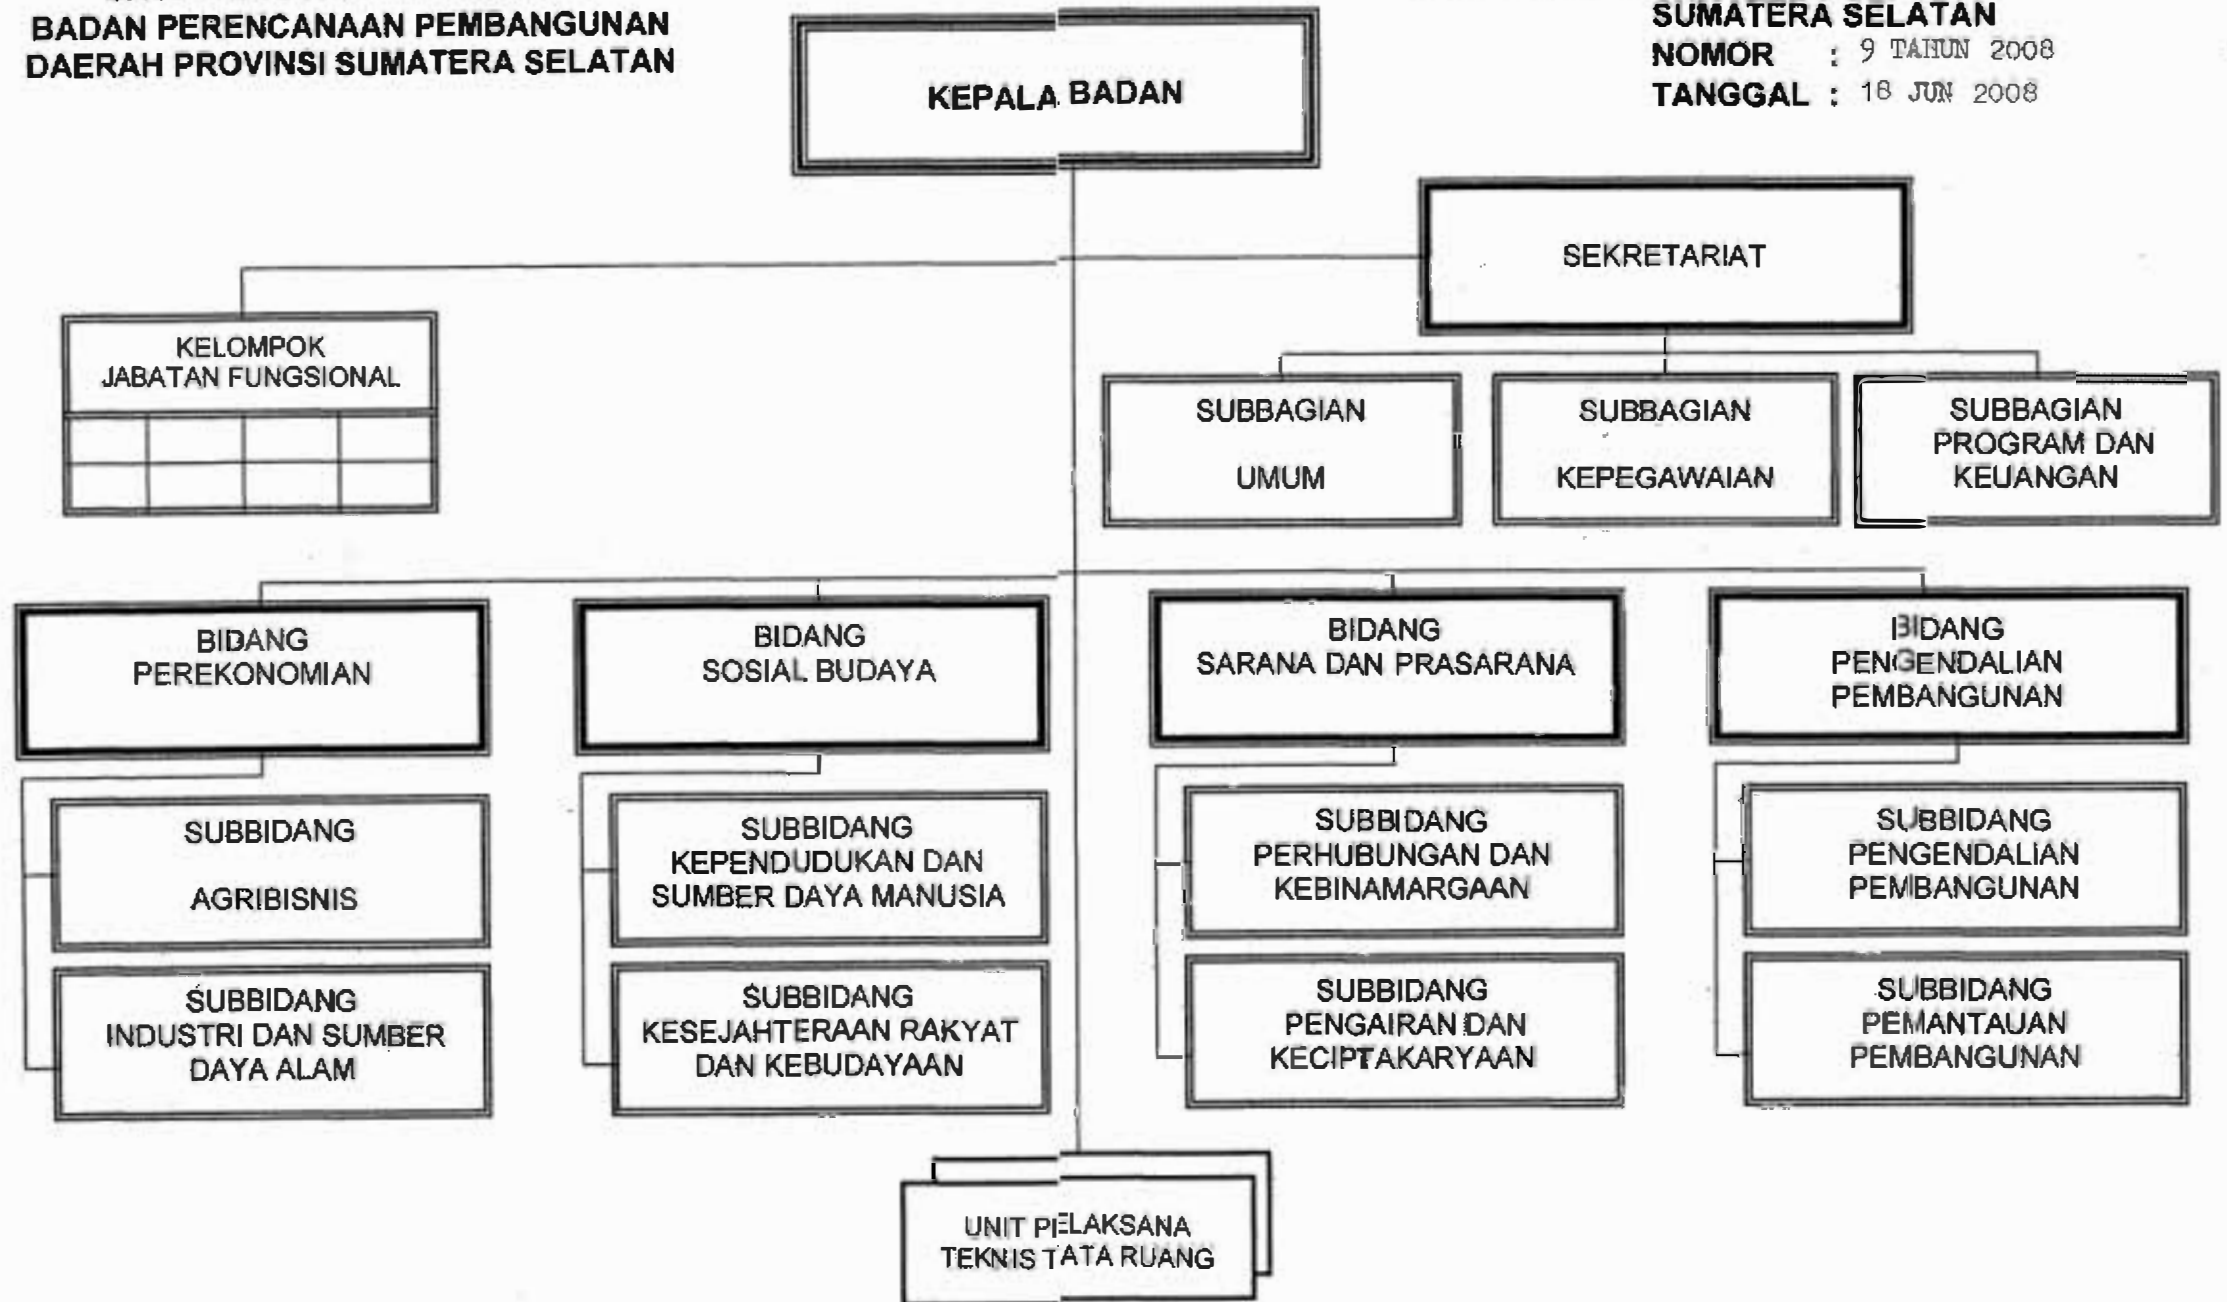 BADAN PERENCANAAN PEMBANGUNAN
DAERAH PROVINSI SUMATERA SELATAN
SUMATERA SELATAN
NOMOR : 9 TAHUN 2008
TANGGAL : 18 JUN 2008
KEPALA BADAN
SEKRETARIAT
KELOMPOK
JABATAN FUNGSIONAL
SUBBAGIAN
UMUM
SUBBAGIAN
KEPEGAWAIAN
SUBBAGIAN
PROGRAM DAN
KEUANGAN
BIDANG
PEREKONOMIAN
BIDANG
SOSIAL BUDAYA
BIDANG
SARANA DAN PRASARANA
BIDANG
PENGENDALIAN
PEMBANGUNAN
SUBBIDANG
AGRIBISNIS
SUBBIDANG
KEPENDUDUKAN DAN
SUMBER DAYA MANUSIA
SUBBIDANG
PERHUBUNGAN DAN
KEBINAMARGAAN
SUBBIDANG
PENGENDALIAN
PEMBANGUNAN
SUBBIDANG
INDUSTRI DAN SUMBER
DAYA ALAM
SUBBIDANG
KESEJAHTERAAN RAKYAT
DAN KEBUDAYAAN
SUBBIDANG
PENGAIRAN DAN
KECIPTAKARYAAN
SUBBIDANG
PEMANTAUAN
PEMBANGUNAN
UNIT PELAKSANA
TEKNIS TATA RUANG